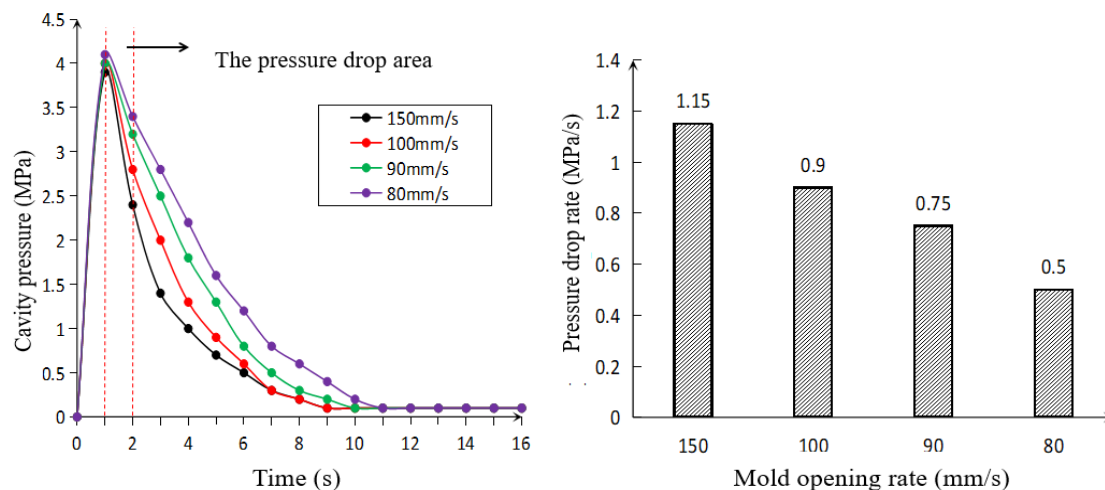 4.5
4
3.5
3
2.5
2
1.5
1
0.5
0
Cavity pressure (MPa)
The pressure drop area
150mm/s
100mm/s
90mm/s
80mm/s
0 2 4 6 8 10 12 14 16
Time (s)
1.4
1.2
1
0.8
0.6
0.4
0.2
0
Pressure drop rate (MPa/s)
1.15
0.9
0.75
0.5
150 100 90 80
Mold opening rate (mm/s)